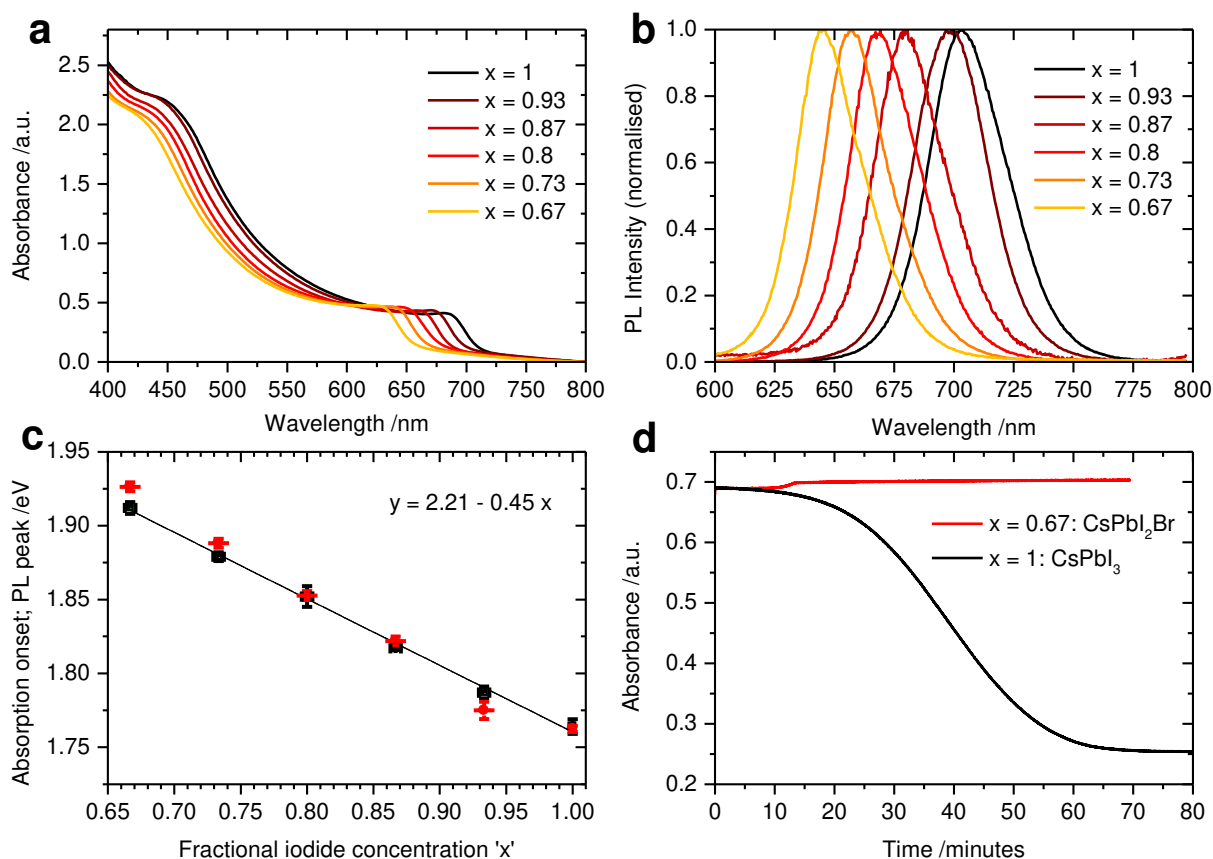 a
2.5
2.0
1.5
1.0
0.5
0.0
400 450 500 550 600 650 700 750 800
Absorbance /a.u.
Wavelength /nm
x = 1
x = 0.93
x = 0.87
x = 0.8
x = 0.73
x = 0.67
b
1.0
0.8
0.6
0.4
0.2
0.0
600 625 650 675 700 725 750 775 800
PL Intensity (normalised)
Wavelength /nm
x = 1
x = 0.93
x = 0.87
x = 0.8
x = 0.73
x = 0.67
c
1.95
1.90
1.85
1.80
1.75
0.65 0.70 0.75 0.80 0.85 0.90 0.95 1.00
Absorption onset; PL peak /eV
Fractional iodide concentration 'x'
y = 2.21 - 0.45 x
d
0.7
0.6
0.5
0.4
0.3
0.2
0 10 20 30 40 50 60 70 80
Absorbance /a.u.
Time /minutes
x = 0.67: CsPbI₂Br
x = 1: CsPbI₃